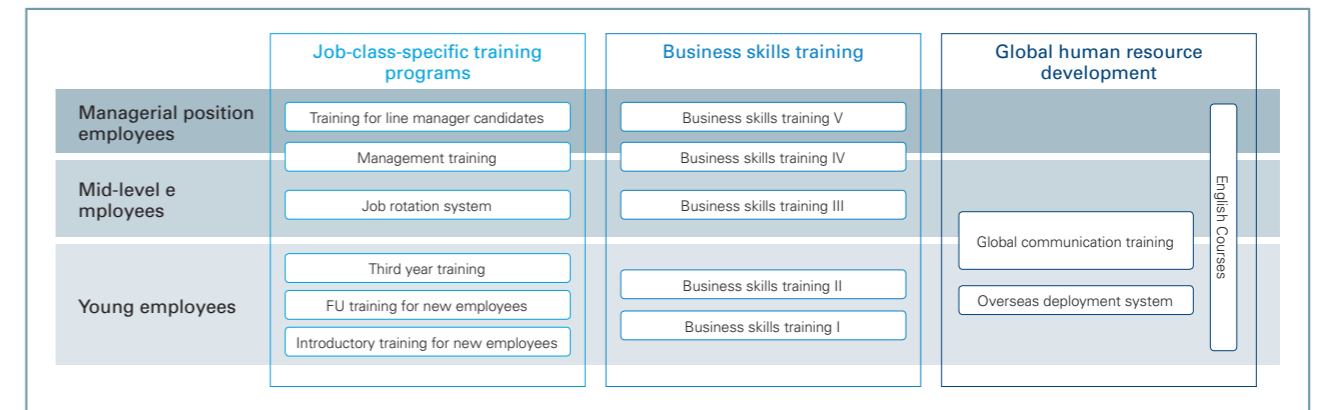 Job-class-specific training
programs
Business skills training
Global human resource
development
Managerial position
employees
Training for line manager candidates
Business skills training V
Management training
Business skills training IV
Mid-level e
mployees
Job rotation system
Business skills training III
Global communication training
English Courses
Young employees
Third year training
FU training for new employees
Introductory training for new employees
Business skills training II
Business skills training I
Overseas deployment system